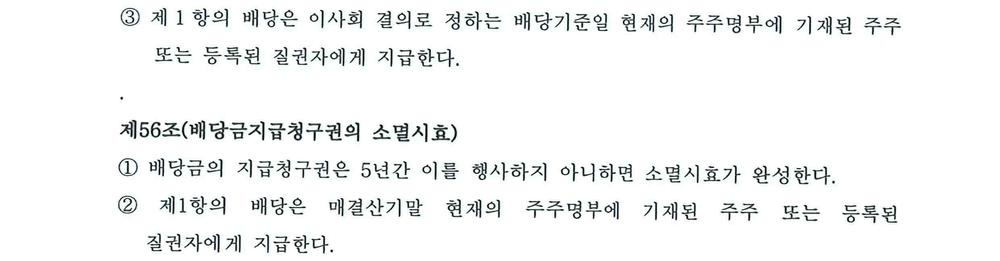 ③ 제1항의 배당은 이사회 결의로 정하는 배당기준일 현재의 주주명부에 기재된 주주
또는 등록된 질권자에게 지급한다.
.
제56조(배당금지급청구권의 소멸시효)
① 배당금의 지급청구권은 5년간 이를 행사하지 아니하면 소멸시효가 완성한다.
② 제1항의 배당은 매결산기말 현재의 주주명부에 기재된 주주 또는 등록된
질권자에게 지급한다.